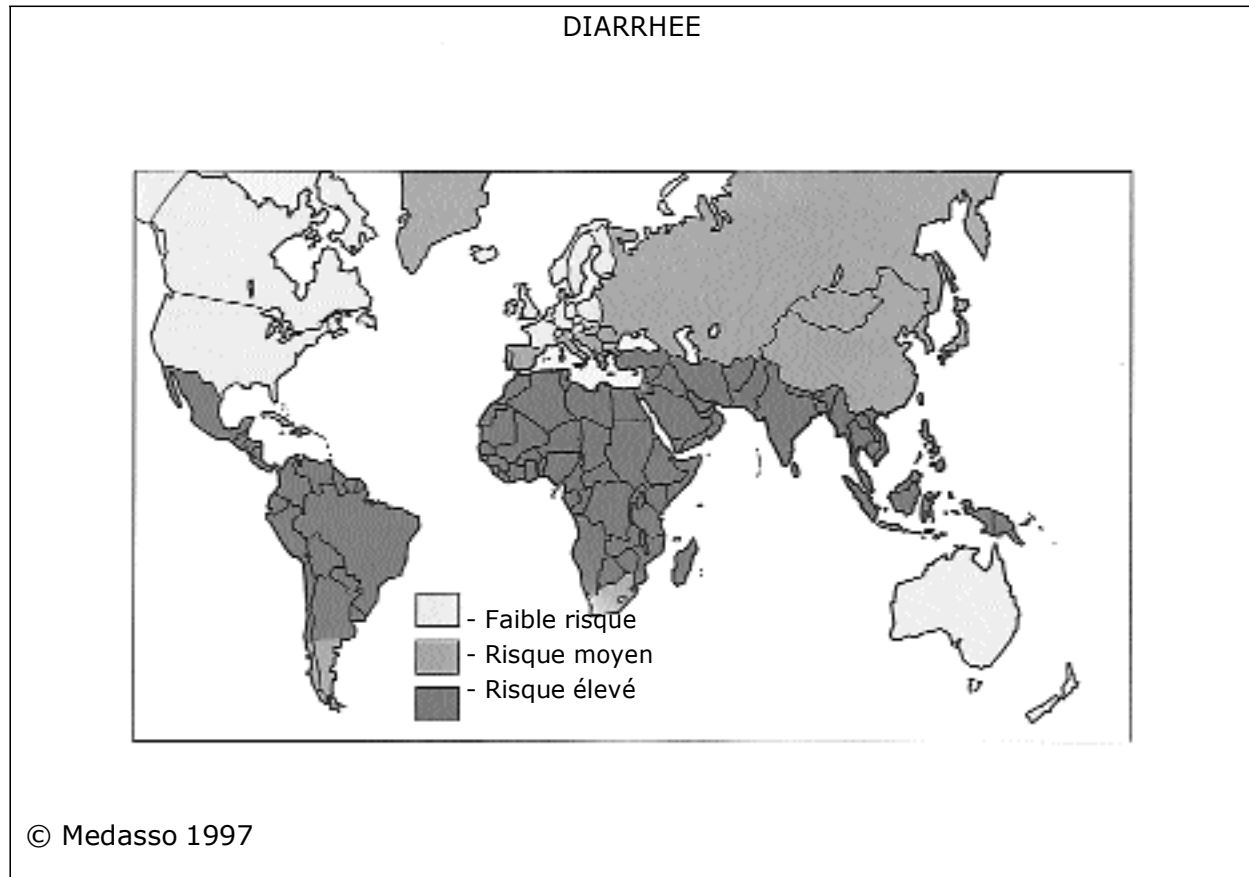 DIARRHEE
- Faible risque
- Risque moyen
- Risque élevé
© Medasso 1997